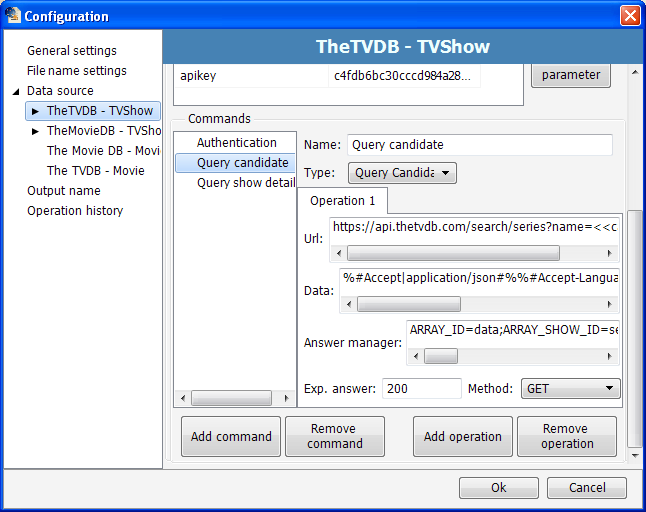 Configuration
General settings
File name settings
Data source
TheTVDB - TVShow
TheMovieDB - TVSho
The Movie DB - Movi
The TVDB - Movie
Output name
Operation history
TheTVDB - TVShow
apikey c4fdb6bc30cccd984a28...
parameter
Commands
Authentication
Query candidate
Query show detail
Name: Query candidate
Type: Query Candida
Operation 1
Url: https://api.thetvdb.com/search/series?name=<<c
Data: %#Accept|application/json#%%#Accept-Langua
Answer manager: ARRAY_ID=data;ARRAY_SHOW_ID=se
Exp. answer: 200 Method: GET
Add command
Remove command
Add operation
Remove operation
Ok
Cancel